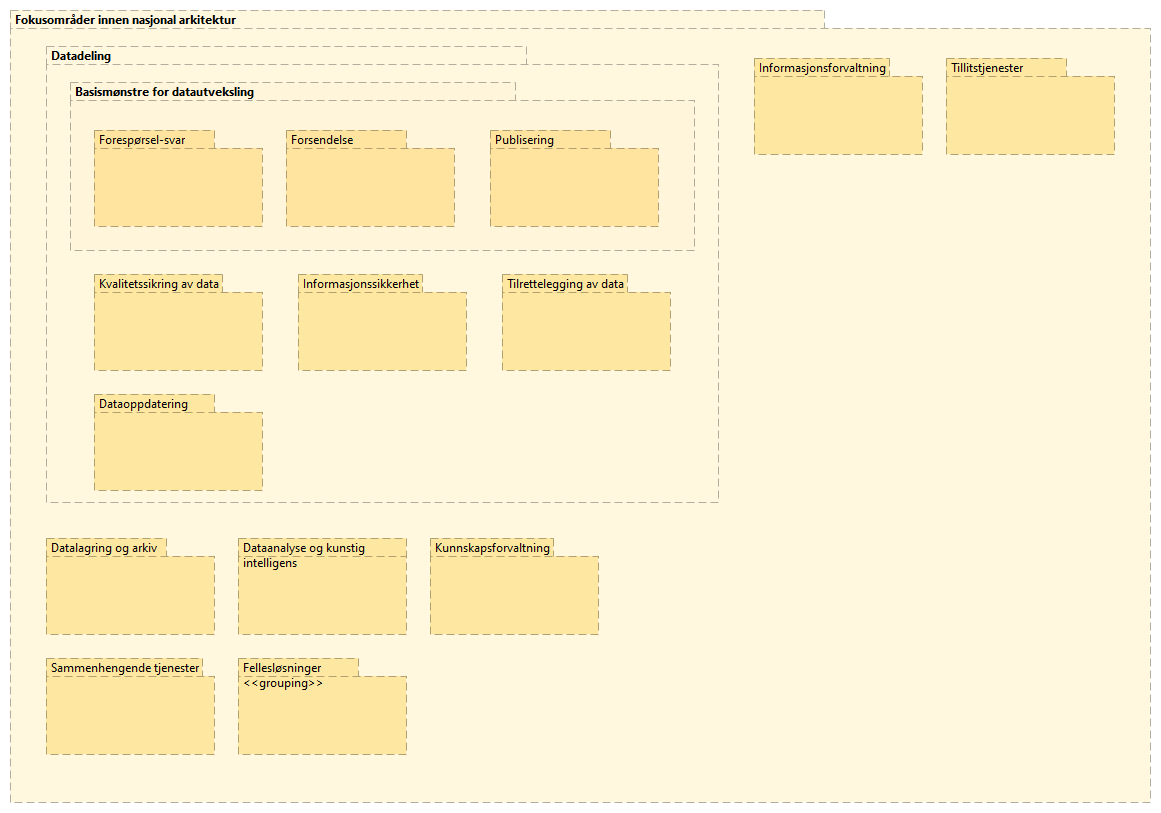 Fokusområder innen nasjonal arkitektur
Datadeling
Informasjonsforvaltning
Tillitstjenester
Basismønstre for datautveksling
Forespørsel-svar
Forsendelse
Publisering
Kvalitetssikring av data
Informasjonssikkerhet
Tilrettelegging av data
Dataoppdatering
Datalagring og arkiv
Dataanalyse og kunstig
intelligens
Kunnskapsforvaltning
Sammenhengende tjenester
Fellesløsninger
<<grouping>>